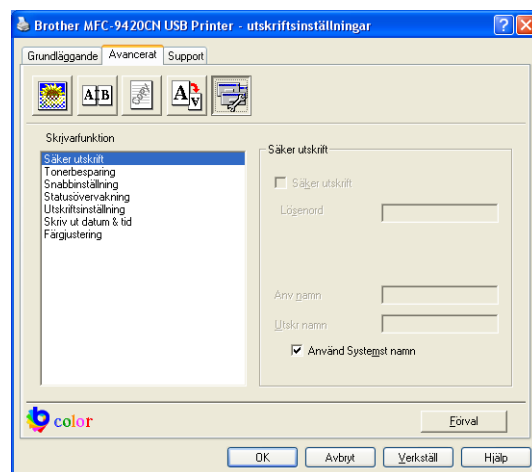 Brother MFC-9420CN USB Printer - utskriftsinställningar
Grundläggande Avancerat Support
A B
A A
Skrivarfunktion
Säker utskrift
Tonerbesparing
Snabbinställning
Statusövervakning
Utskriftsinställning
Skriv ut datum & tid
Färgjustering
Säker utskrift
Säker utskrift
Lösenord
Anv namn
Utskr namn
Använd Systemst namn
color
Förval
OK Avbryt Verkställ Hjälp